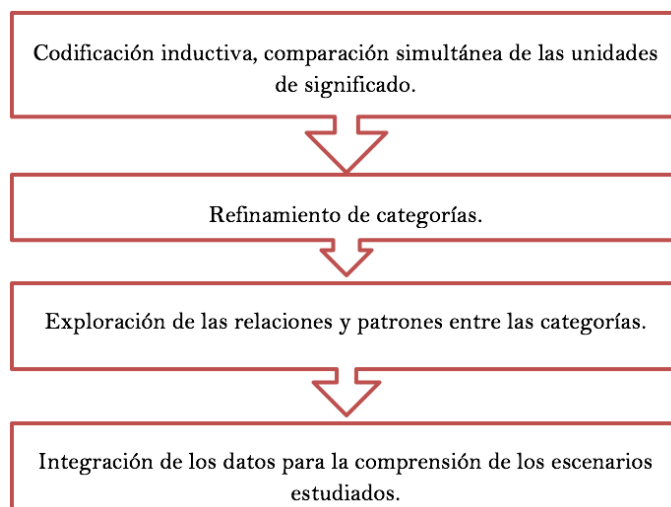 Codificación inductiva, comparación simultánea de las unidades
de significado.
Refinamiento de categorías.
Exploración de las relaciones y patrones entre las categorías.
Integración de los datos para la comprensión de los escenarios
estudiados.